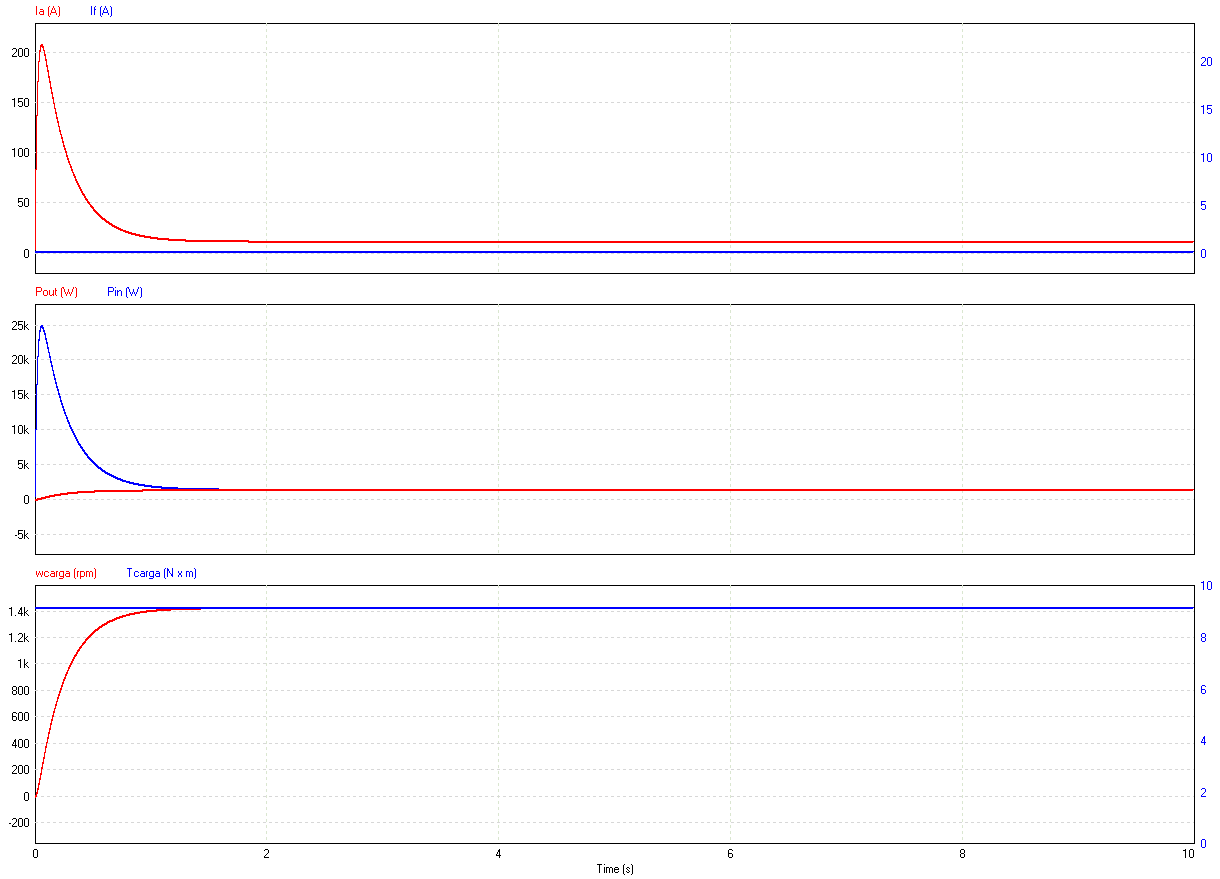 Ia (A) If (A)
200 20
150 15
100 10
50 5
0 0
Pout (W) Pin (W)
25k
20k
15k
10k
5k
0
-5k
wcarga (rpm) Tcarga (N x m)
10
1.4k
1.2k 8
1k
800 6
600
400 4
200
0 2
-200
0
0 2 4 6 8 10
Time (s)